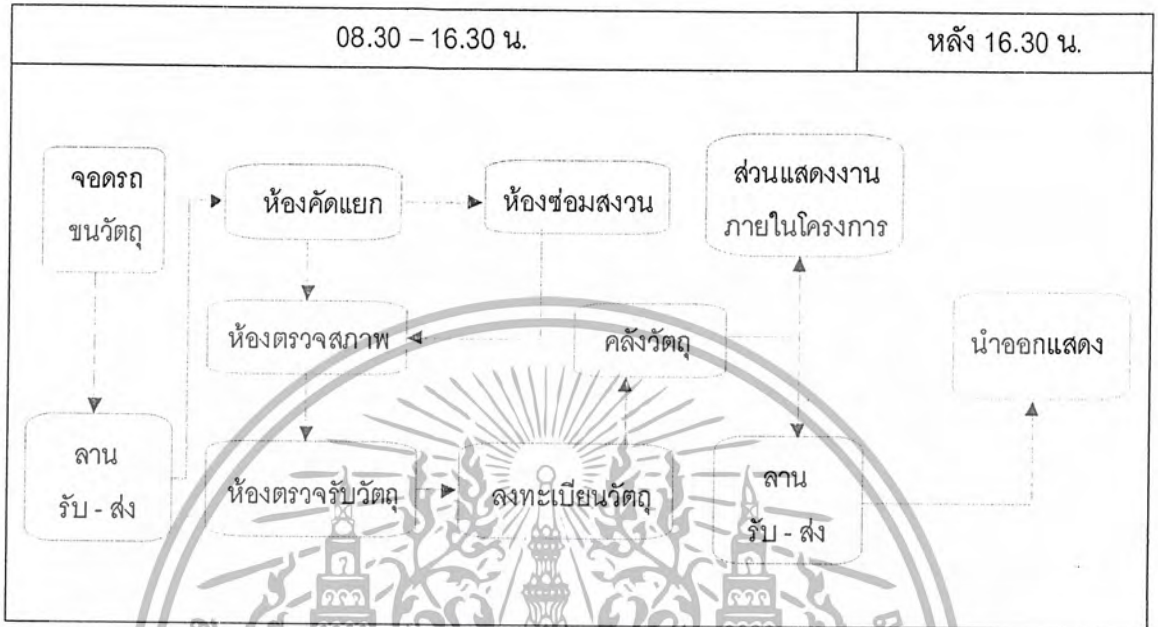 08.30 – 16.30 น.
หลัง 16.30 น.
จอดรถ
ขนวัตถุ
ห้องคัดแยก
ห้องซ่อมสงวน
ส่วนแสดงงาน
ภายในโครงการ
ห้องตรวจสภาพ
คลังวัตถุ
นำออกแสดง
ลาน
รับ - ส่ง
ห้องตรวจรับวัตถุ
ลงทะเบียนวัตถุ
ลาน
รับ - ส่ง